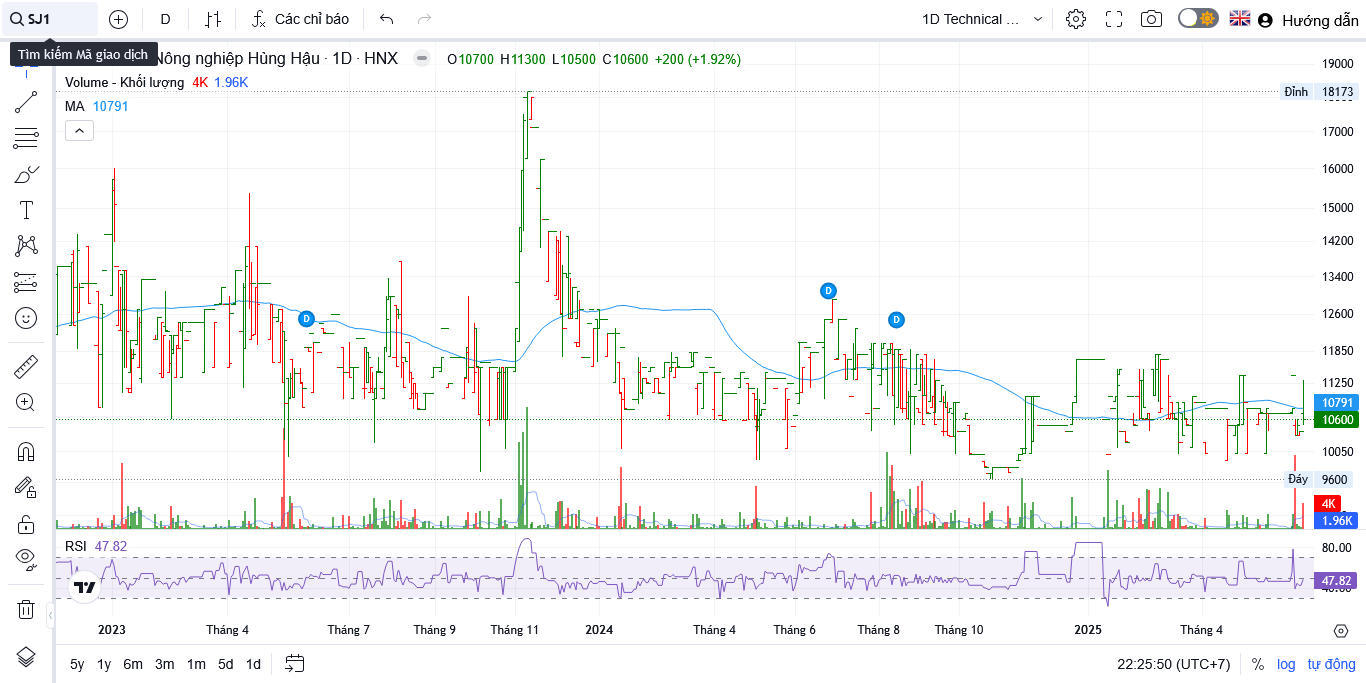 SJ1
D
Các chỉ báo
1D Technical ...
Hướng dẫn
Tìm kiếm Mã giao dịch
Nông nghiệp Hùng Hậu · 1D · HNX
O10700 H11300 L10500 C10600 +200 (+1.92%)
Volume - Khối lượng 4K 1.96K
MA 10791
19000
Đỉnh 18173
17000
16000
15000
14200
13400
12600
11850
11250
10791
10600
10050
Đáy 9600
4K
1.96K
D
D
D
RSI 47.82
80.00
47.82
40.00
2023 Tháng 4 Tháng 7 Tháng 9 Tháng 11 2024 Tháng 4 Tháng 6 Tháng 8 Tháng 10 2025 Tháng 4
5y 1y 6m 3m 1m 5d 1d
22:25:50 (UTC+7) % log tự động